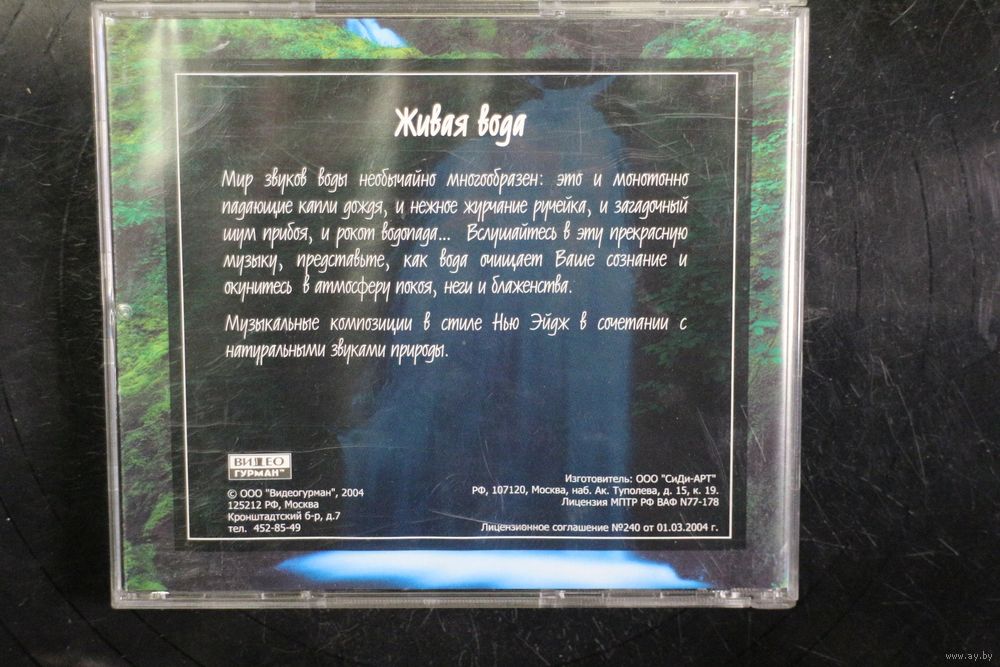 Живая вода
Мир звуков воды необычайно многообразен: это и монотонно
падающие капли дождя, и нежное журчание ручейка, и загадочный
шум прибоя, и рокот водопада... Вслушайтесь в эту прекрасную
музыку, представьте, как вода очищает Ваше сознание и
окунитесь в атмосферу покоя, неги и блаженства.
Музыкальные композиции в стиле Нью Эйдж в сочетании с
натуральными звуками природы.
ВИДЕО
ГУРМАН™
© ООО "Видеогурман", 2004
125212 РФ, Москва
Кронштадтский б-р, д.7
тел. 452-85-49
Изготовитель: ООО "СиДи-АРТ"
РФ, 107120, Москва, наб. Ак. Туполева, д. 15, к. 19.
Лицензия МПТР РФ ВАФ N77-178
Лицензионное соглашение №240 от 01.03.2004 г.
www.ay.by